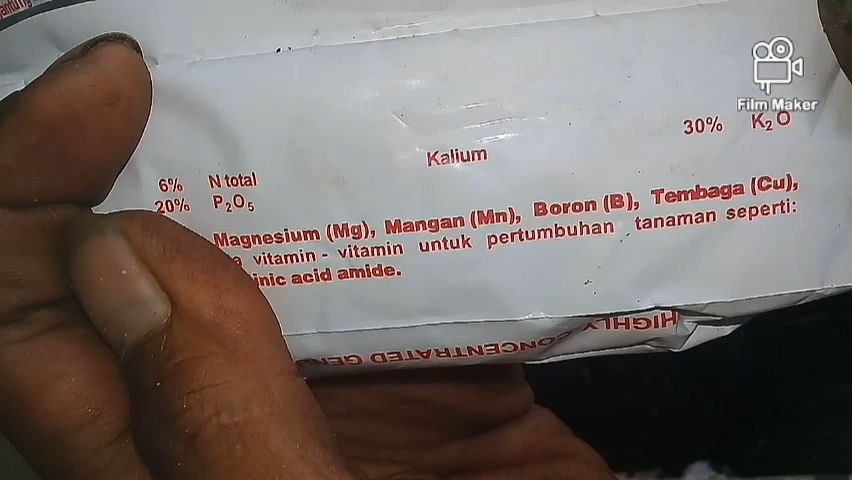 Film Maker
30% K₂O
Kalium
6% N total
20% P₂O₅
Magnesium (Mg), Mangan (Mn), Boron (B), Tembaga (Cu),
vitamin - vitamin untuk pertumbuhan tanaman seperti:
acid amide.
HIGHLY CONCENTRATED